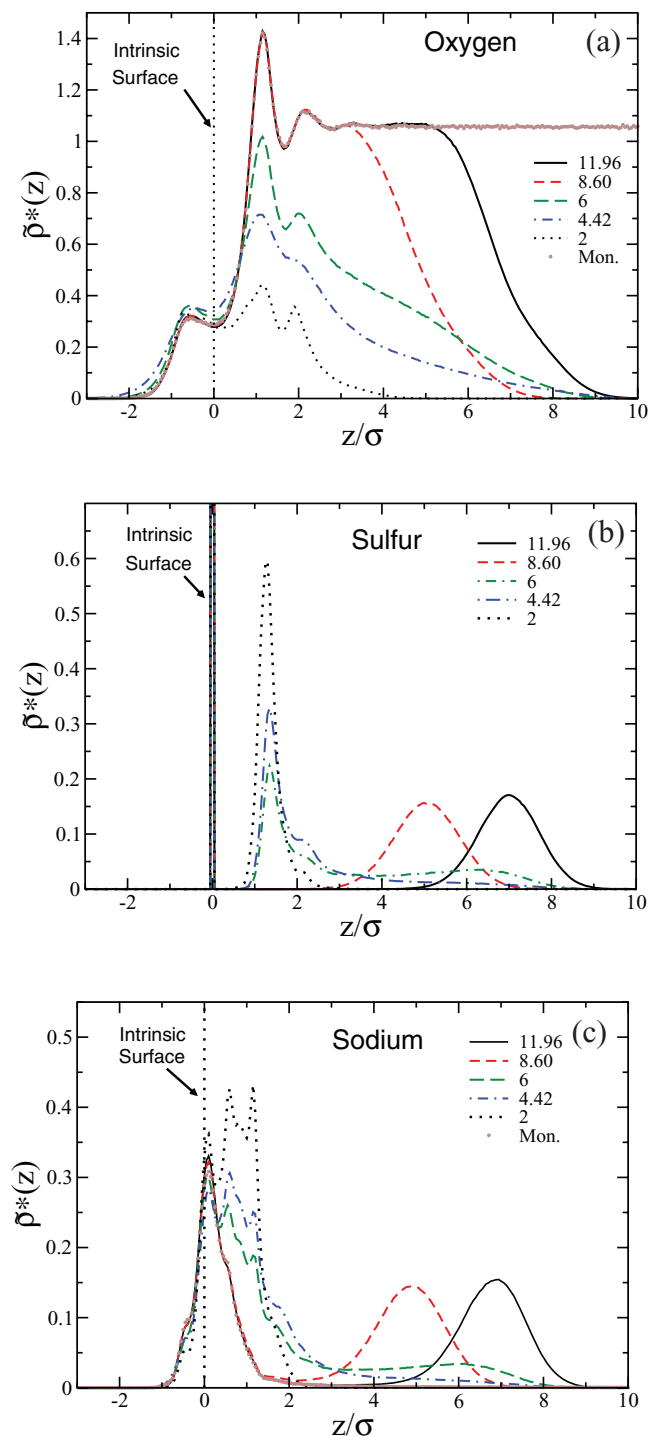 Oxygen (a)
Intrinsic
Surface
ρ̃*(z)
1.4
1.2
1
0.8
0.6
0.4
0.2
0
11.96
8.60
6
4.42
2
Mon.
-2 0 2 4 6 8 10
z/σ
Sulfur (b)
Intrinsic
Surface
ρ̃*(z)
0.6
0.5
0.4
0.3
0.2
0.1
0
11.96
8.60
6
4.42
2
-2 0 2 4 6 8 10
z/σ
Sodium (c)
Intrinsic
Surface
ρ̃*(z)
0.5
0.4
0.3
0.2
0.1
0
11.96
8.60
6
4.42
2
Mon.
-2 0 2 4 6 8 10
z/σ